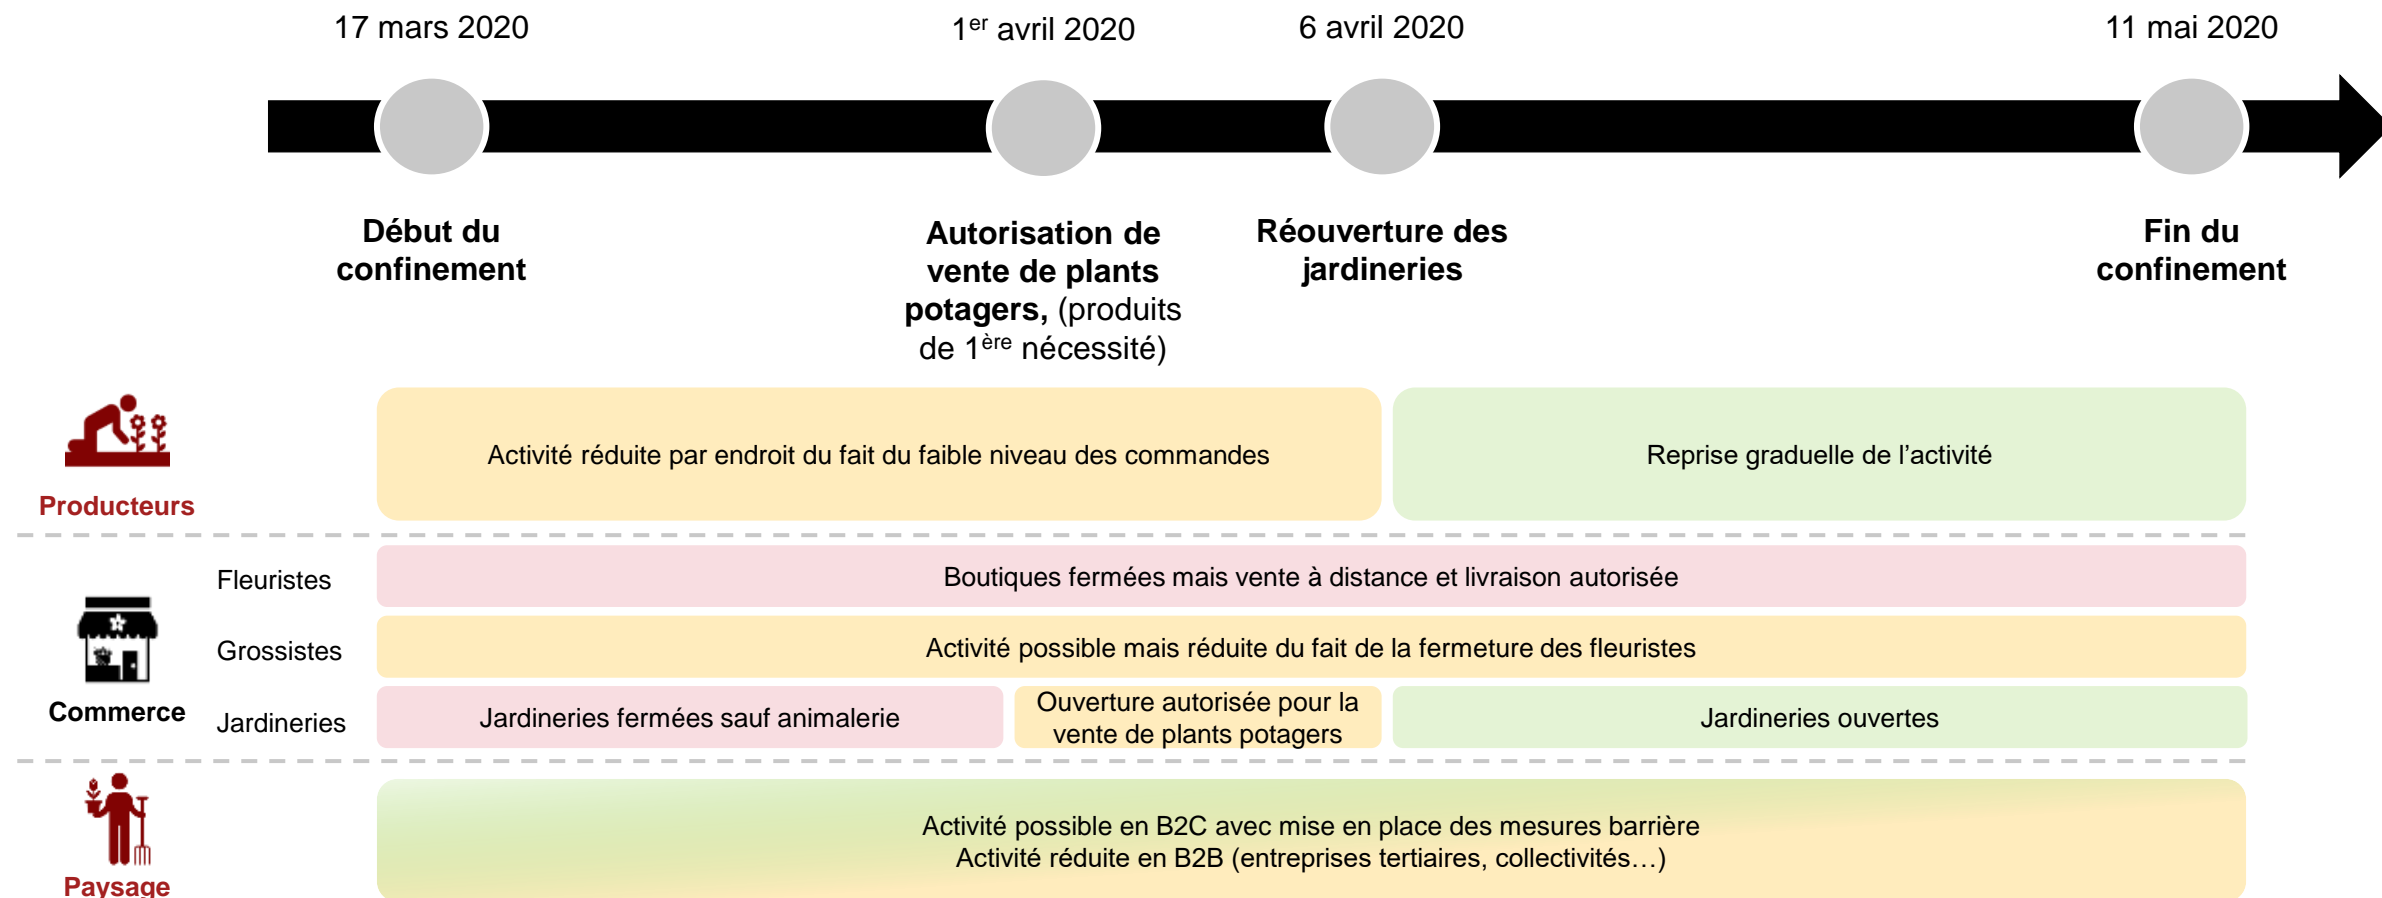 17 mars 2020
1er avril 2020
6 avril 2020
11 mai 2020
Début du
confinement
Autorisation de
vente de plants
potagers, (produits
de 1ère nécessité)
Réouverture des
jardineries
Fin du
confinement
Producteurs
Activité réduite par endroit du fait du faible niveau des commandes
Reprise graduelle de l’activité
Commerce
Fleuristes
Boutiques fermées mais vente à distance et livraison autorisée
Grossistes
Activité possible mais réduite du fait de la fermeture des fleuristes
Jardineries
Jardineries fermées sauf animalerie
Ouverture autorisée pour la
vente de plants potagers
Jardineries ouvertes
Paysage
Activité possible en B2C avec mise en place des mesures barrière
Activité réduite en B2B (entreprises tertiaires, collectivités…)